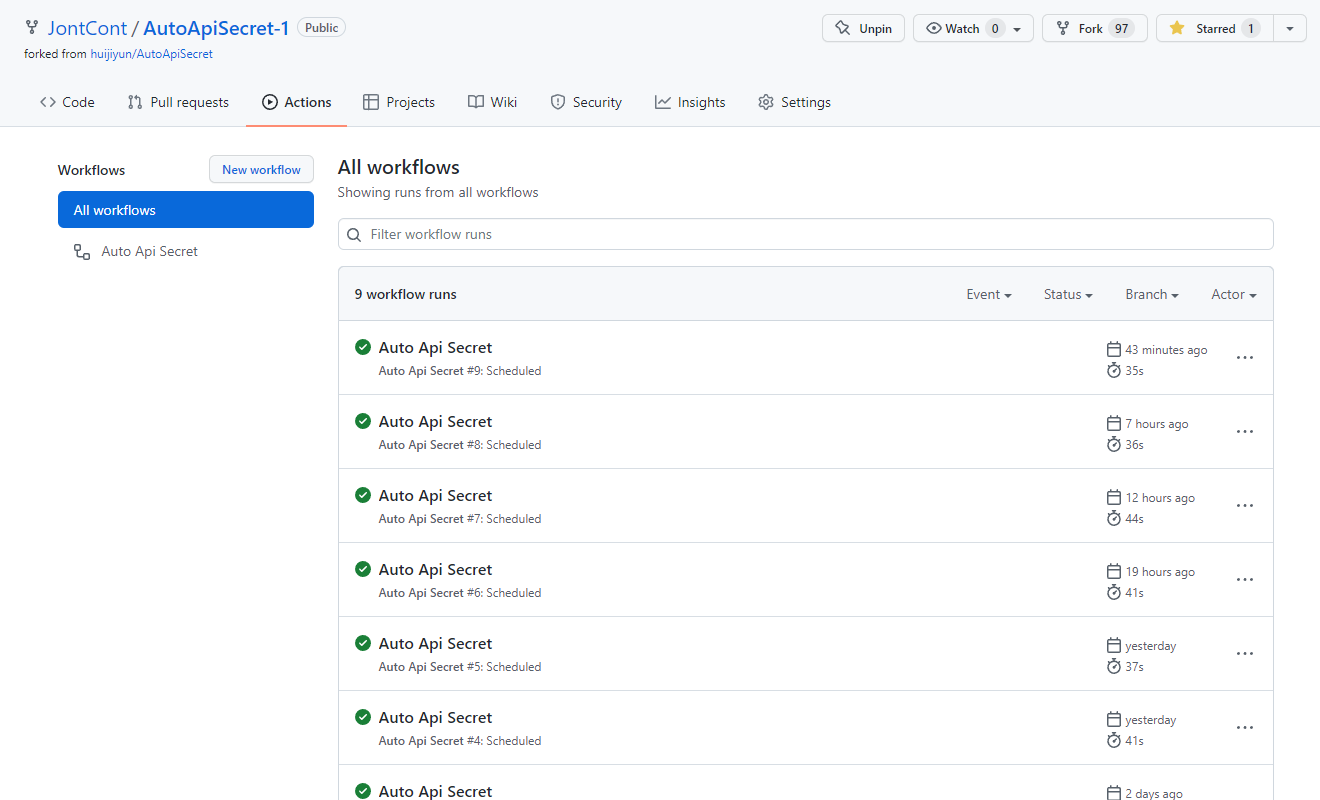 JontCont / AutoApiSecret-1 Public
Unpin Watch 0 Fork 97 Starred 1
forked from huijiyun/AutoApiSecret
Code Pull requests Actions Projects Wiki Security Insights Settings
Workflows New workflow
All workflows
Auto Api Secret
All workflows
Showing runs from all workflows
Filter workflow runs
9 workflow runs Event Status Branch Actor
Auto Api Secret
Auto Api Secret #9: Scheduled
43 minutes ago
35s
Auto Api Secret
Auto Api Secret #8: Scheduled
7 hours ago
36s
Auto Api Secret
Auto Api Secret #7: Scheduled
12 hours ago
44s
Auto Api Secret
Auto Api Secret #6: Scheduled
19 hours ago
41s
Auto Api Secret
Auto Api Secret #5: Scheduled
yesterday
37s
Auto Api Secret
Auto Api Secret #4: Scheduled
yesterday
41s
Auto Api Secret
2 days ago